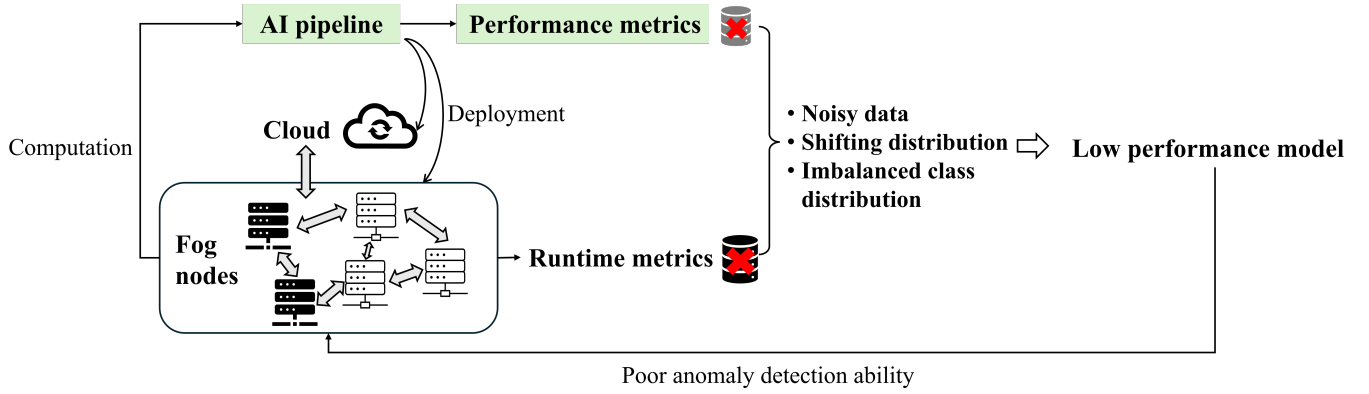 AI pipeline
Performance metrics
Deployment
Cloud
Computation
• Noisy data
• Shifting distribution
• Imbalanced class
distribution
Low performance model
Fog
nodes
Runtime metrics
Poor anomaly detection ability